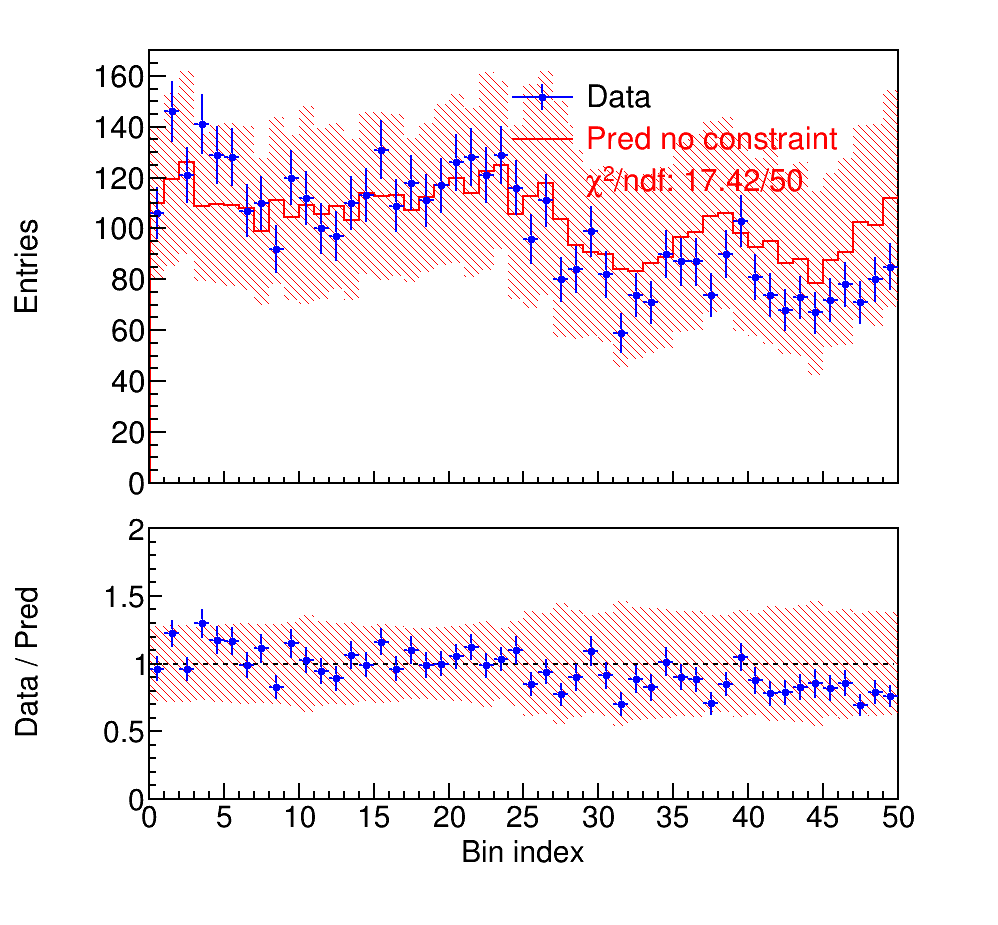 160
140
120
100
80
60
40
20
0
Entries
Data
Pred no constraint
χ²/ndf: 17.42/50
2
1.5
1
0.5
0
Data / Pred
0 5 10 15 20 25 30 35 40 45 50
Bin index